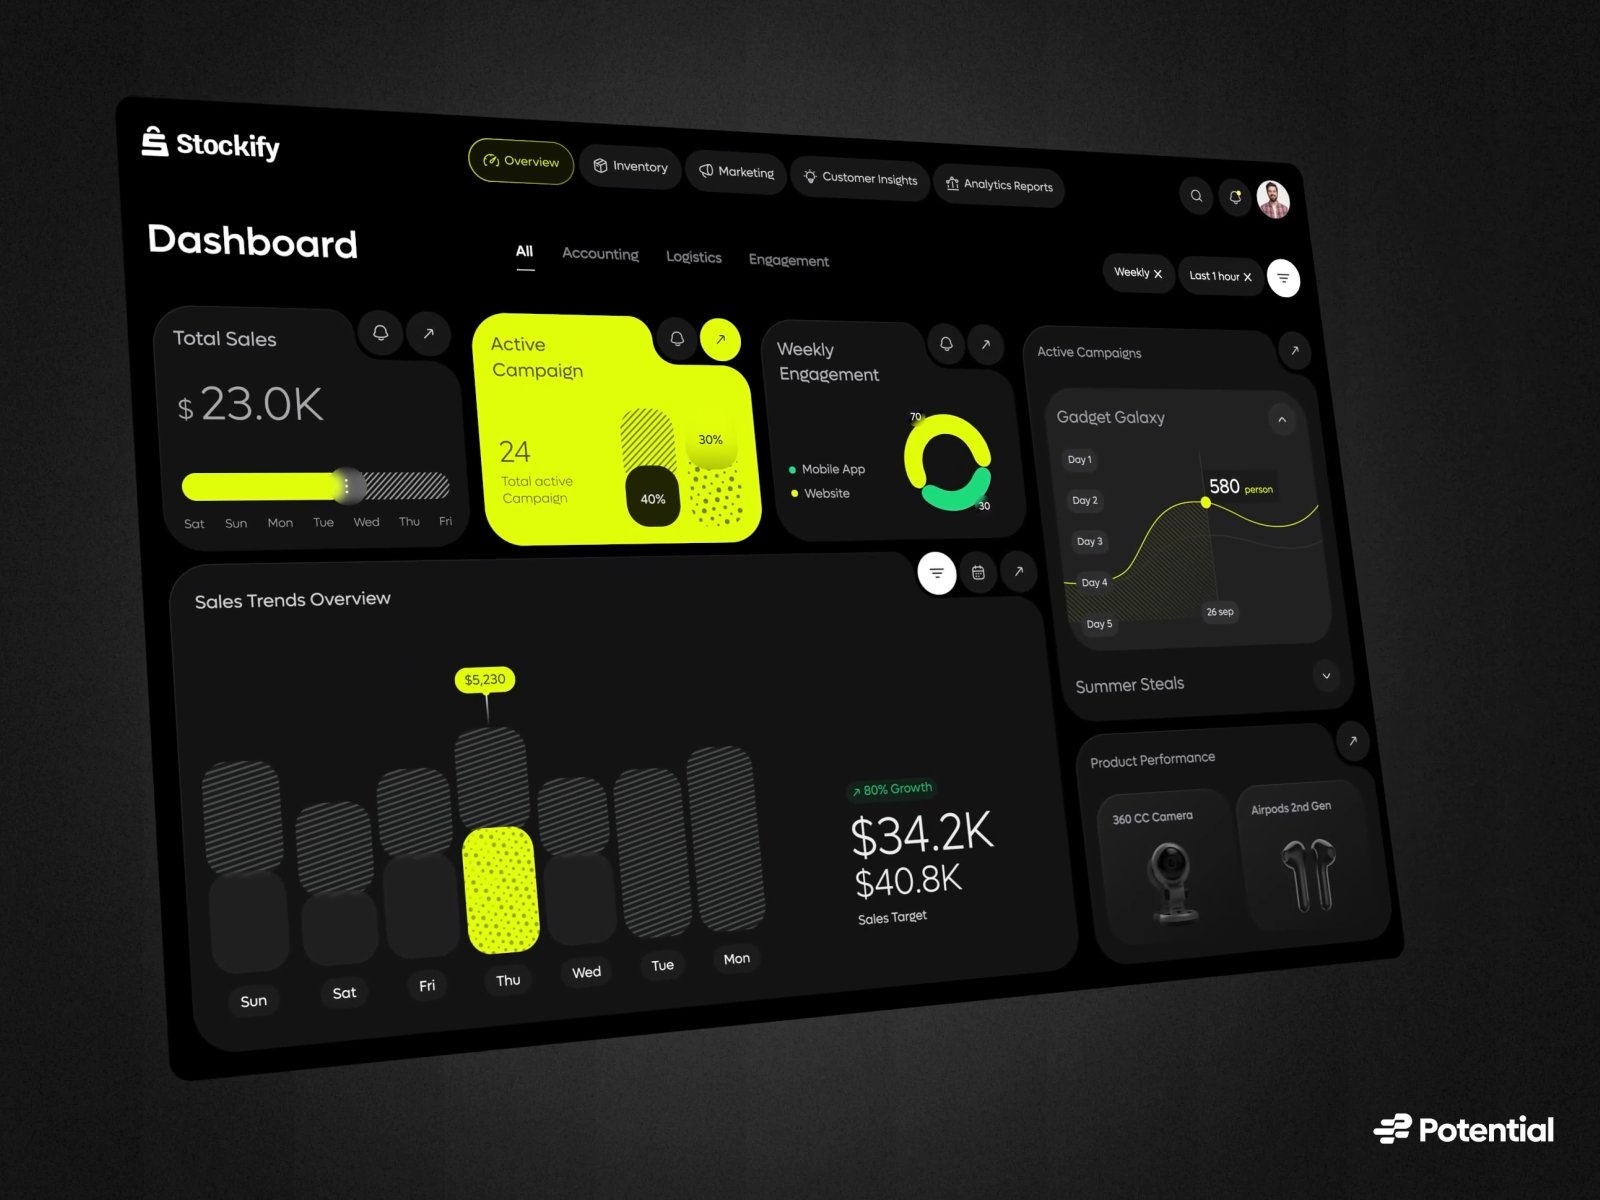 Stockify
Overview
Inventory
Marketing
Customer Insights
Analytics Reports
Dashboard
All
Accounting
Logistics
Engagement
Weekly X
Last 1 hour X
Total Sales
$ 23.0K
Sat Sun Mon Tue Wed Thu Fri
Active
Campaign
24
Total active
Campaign
30%
40%
Weekly
Engagement
70
Mobile App
Website
30
Active Campaigns
Gadget Galaxy
Day 1
Day 2
Day 3
Day 4
Day 5
580 person
26 sep
Summer Steals
Sales Trends Overview
$5,230
Sun Sat Fri Thu Wed Tue Mon
80% Growth
$34.2K
$40.8K
Sales Target
Product Performance
360 CC Camera
Airpods 2nd Gen
Potential